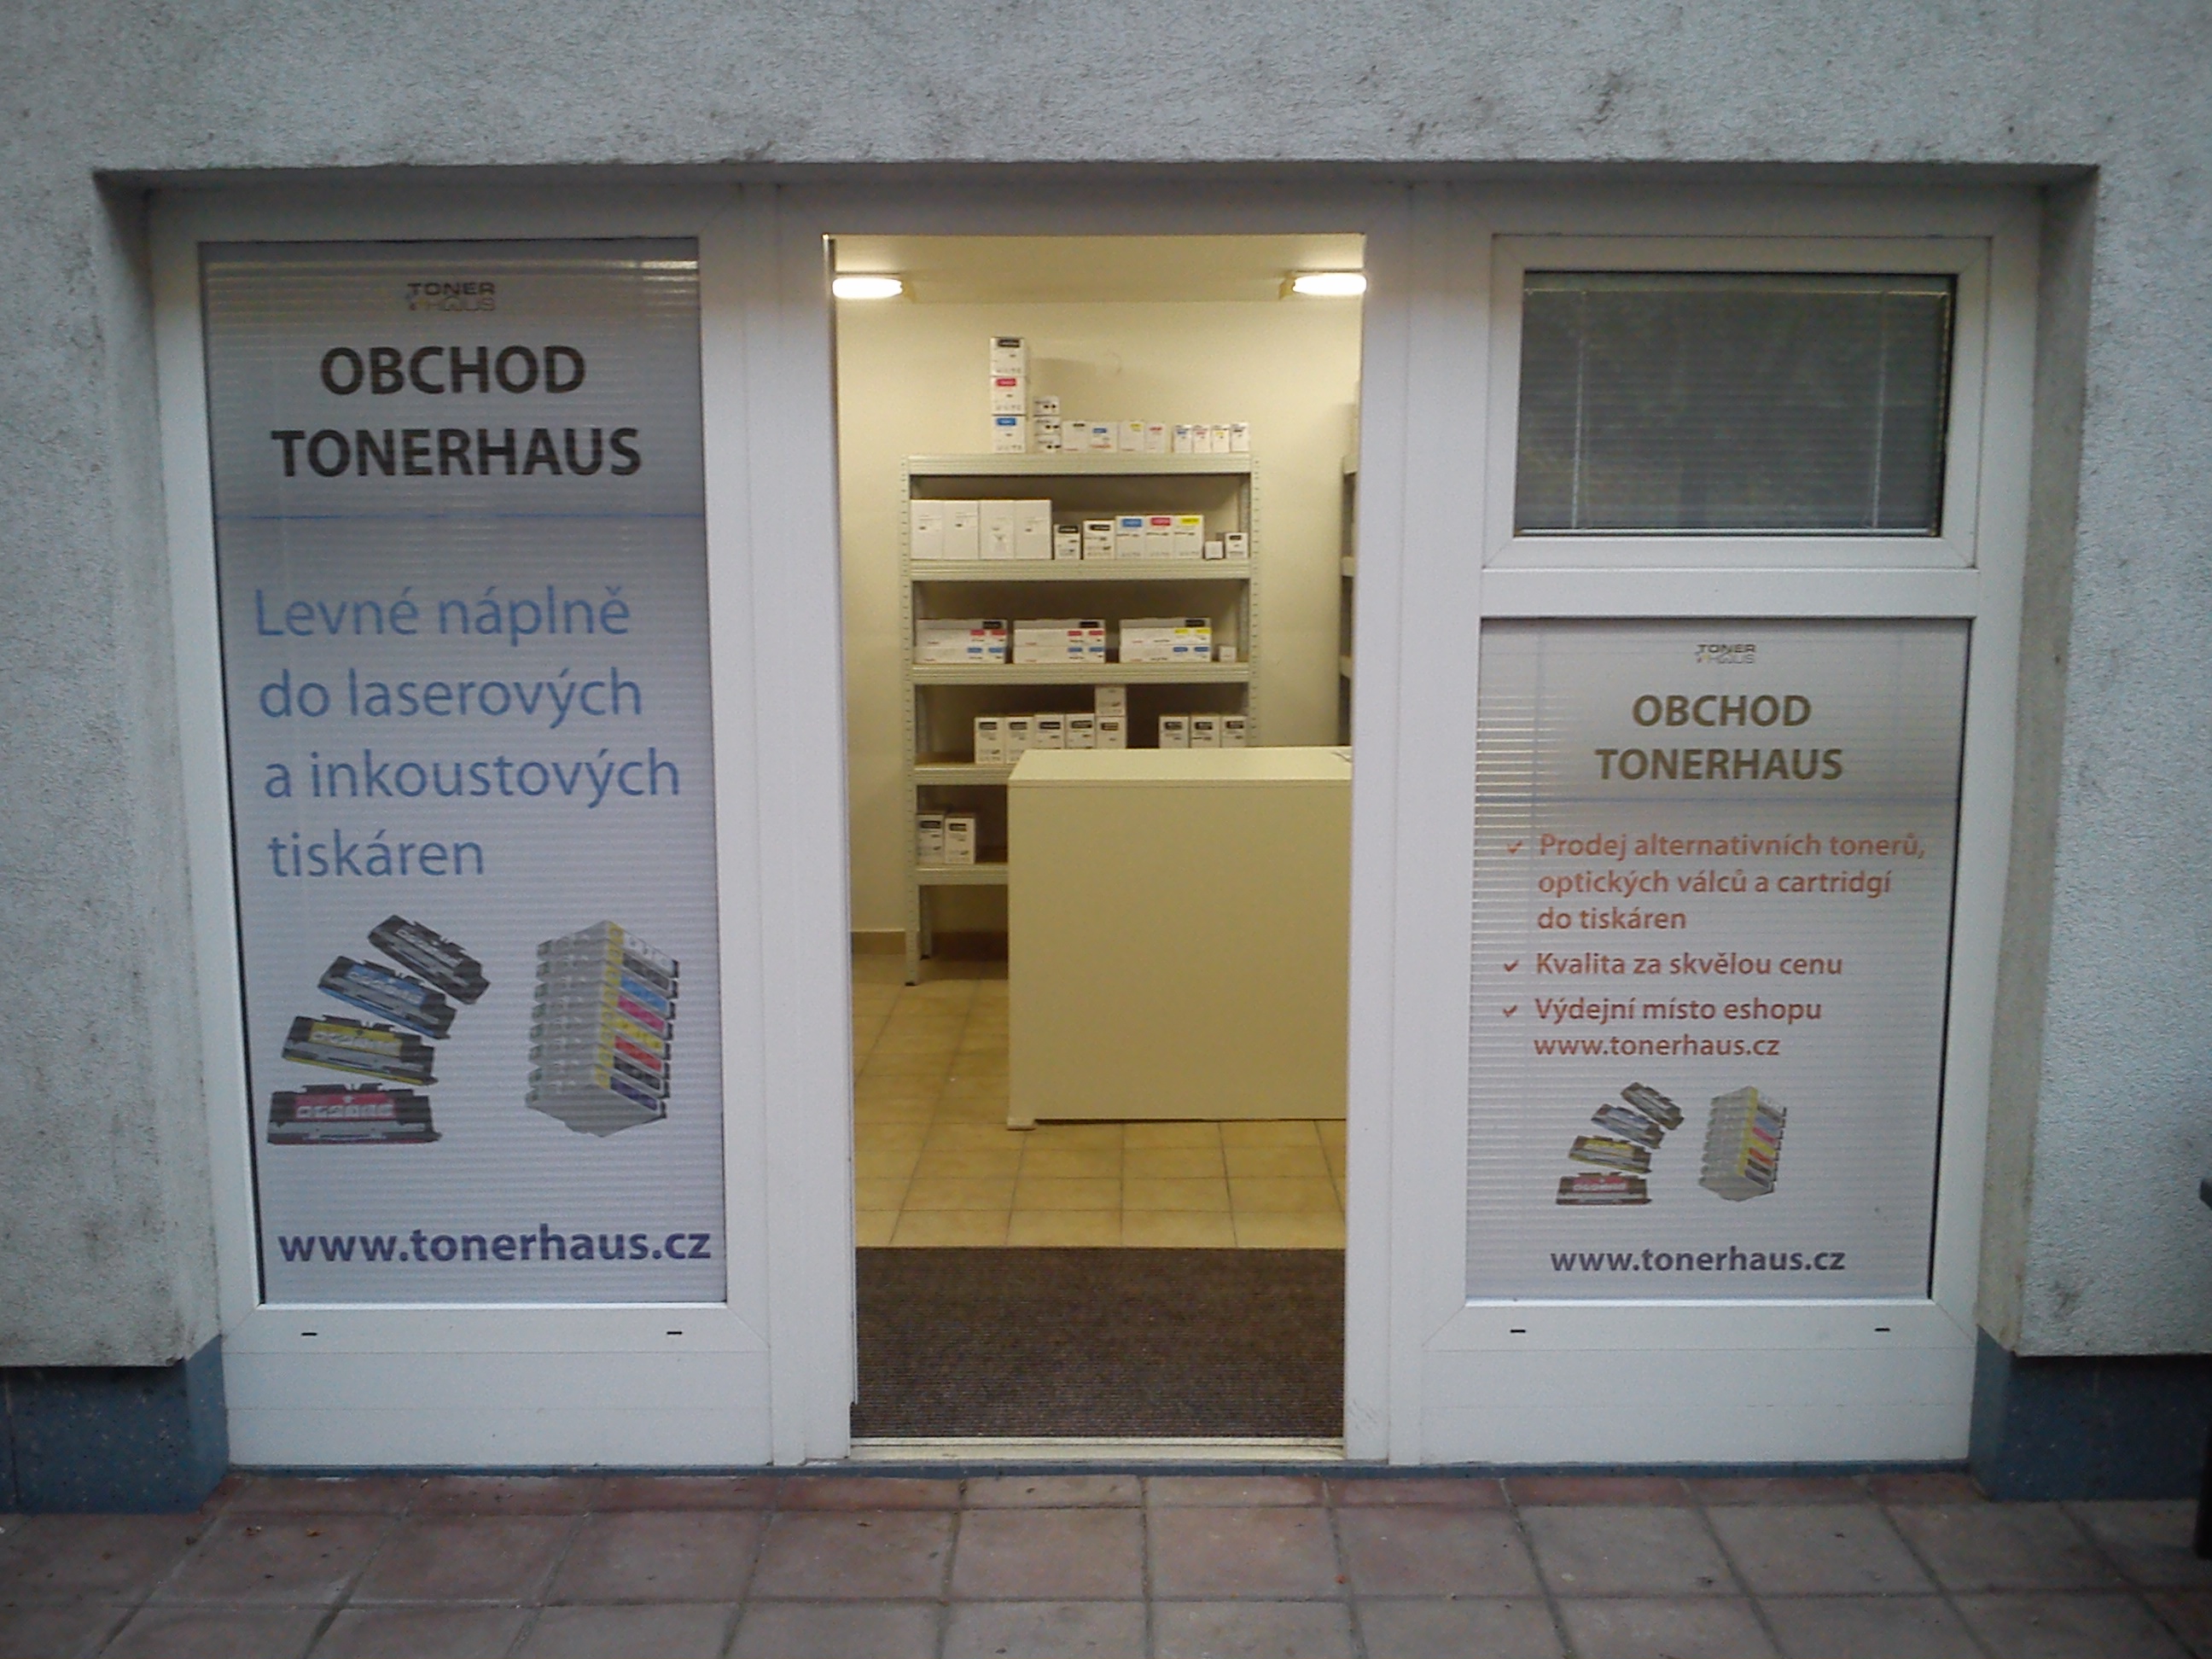 TONER
HAUS
OBCHOD
TONERHAUS
Levné náplně
do laserových
a inkoustových
tiskáren
www.tonerhaus.cz
TONER
HAUS
OBCHOD
TONERHAUS
Prodej alternativních tonerů,
optických válců a cartridgí
do tiskáren
Kvalita za skvělou cenu
Výdejní místo eshopu
www.tonerhaus.cz
www.tonerhaus.cz